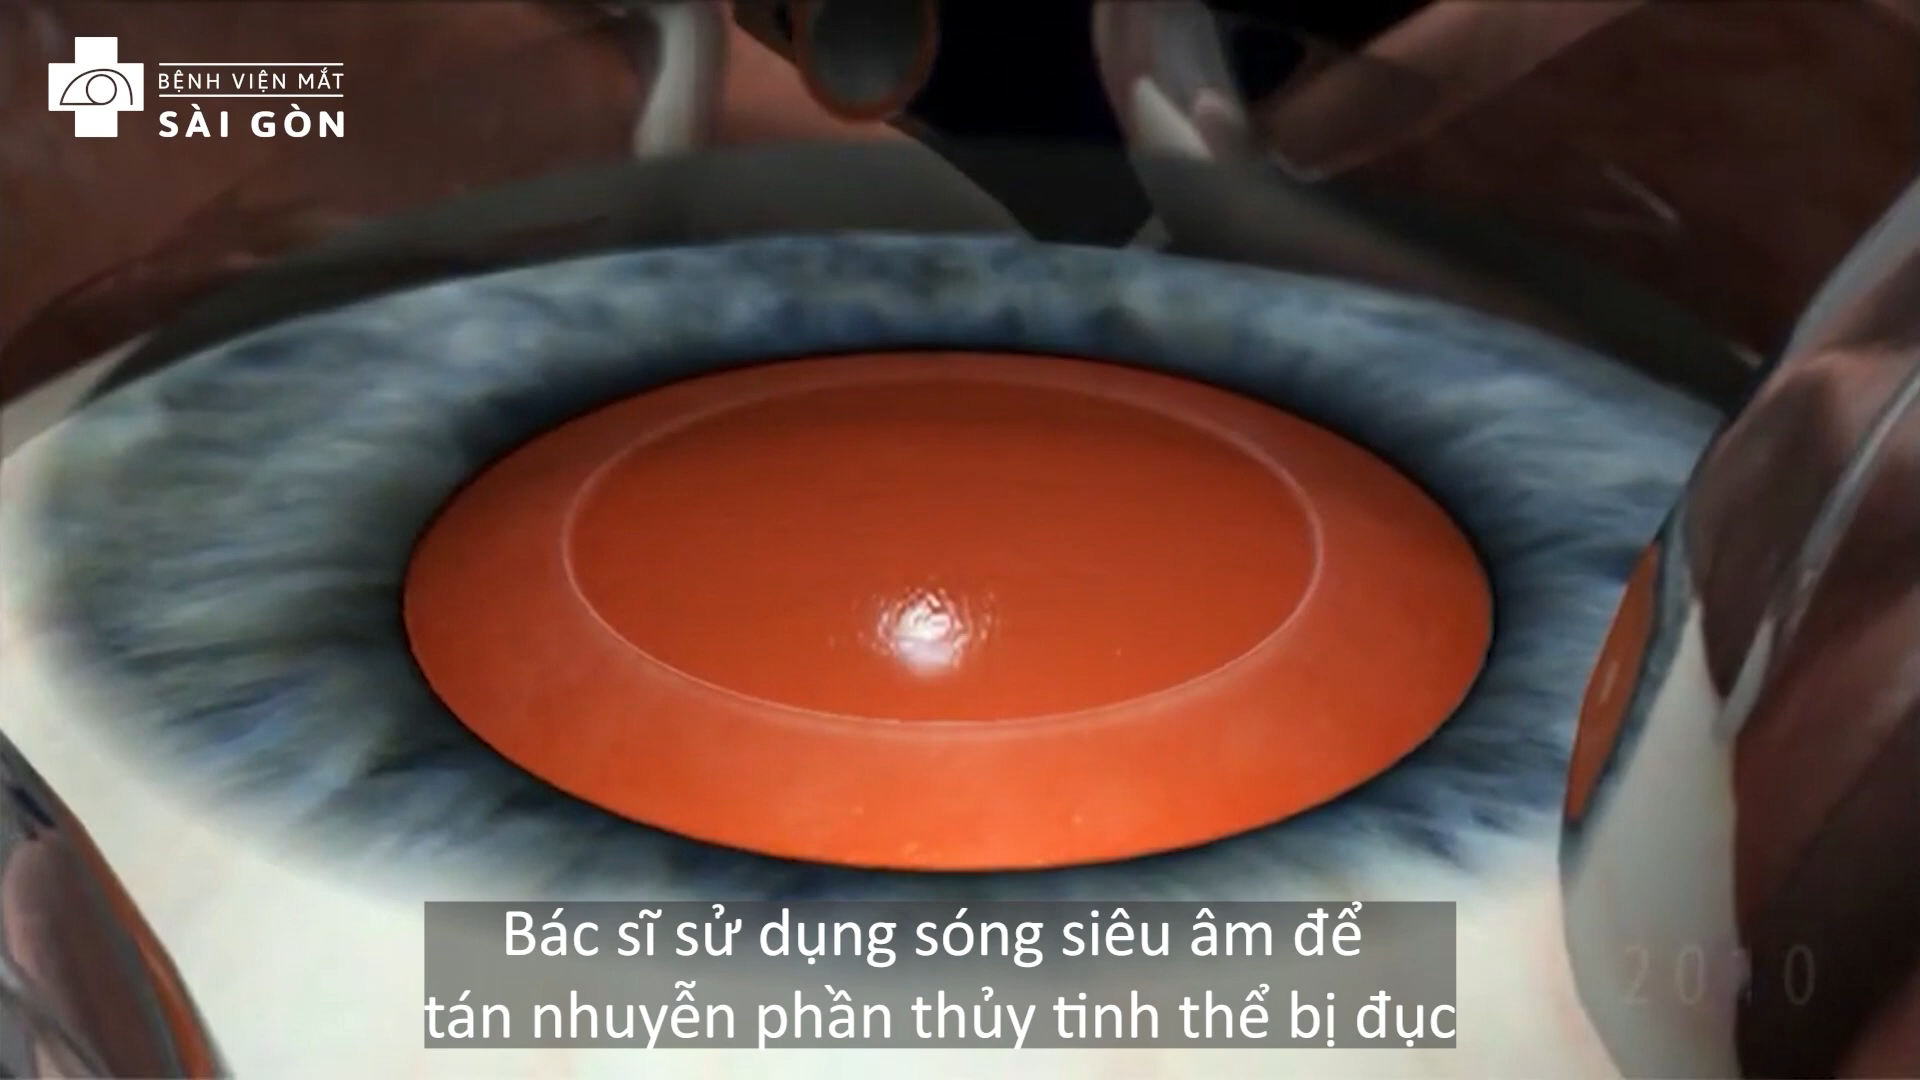 BỆNH VIỆN MẮT
SÀI GÒN
Bác sĩ sử dụng sóng siêu âm để
tán nhuyễn phần thủy tinh thể bị đục